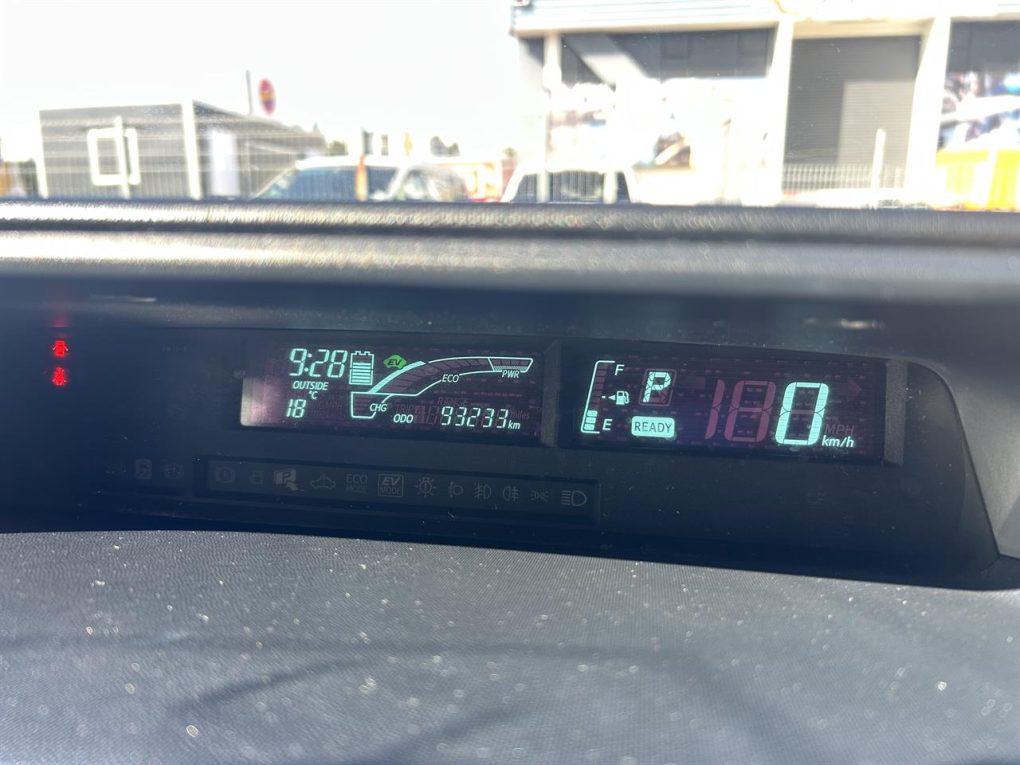 9:28
EV
OUTSIDE
°C
18
ECO
PWR
CHG
ODO 93233 km
F
P
E
READY
0
MPH
km/h
ECO
MODE
EV
MODE